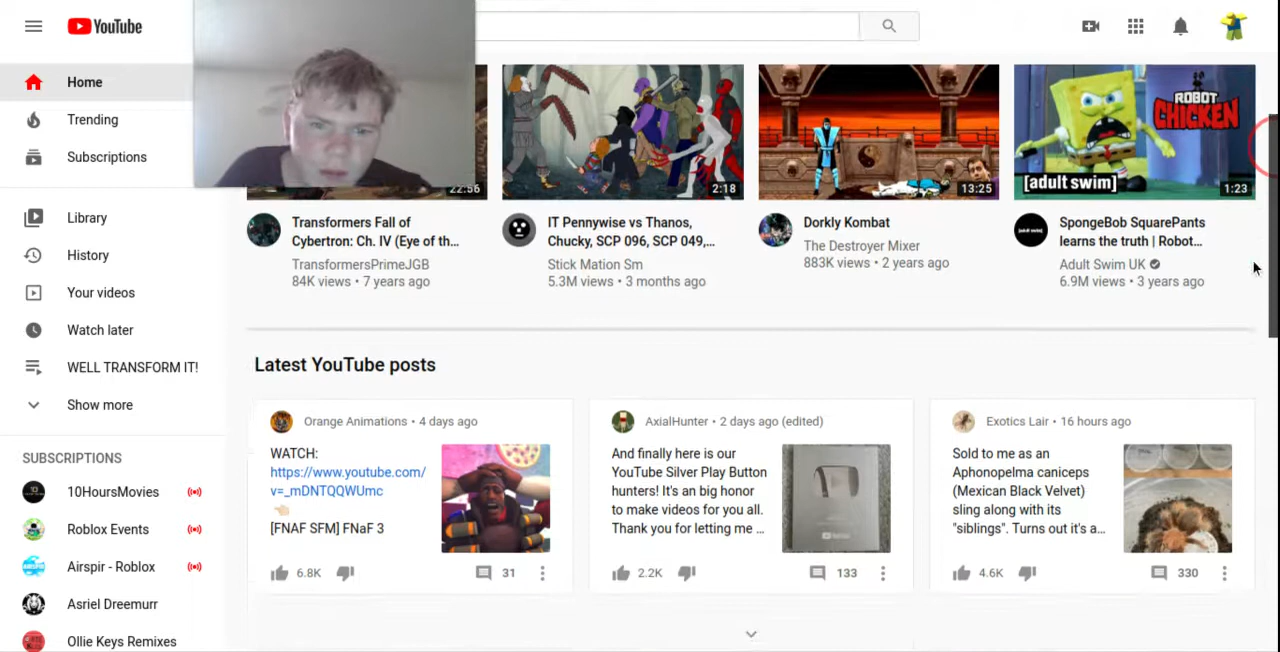 YouTube
Home
Trending
Subscriptions
Library
History
Your videos
Watch later
WELL TRANSFORM IT!
Show more
SUBSCRIPTIONS
10HoursMovies
Roblox Events
Airspir - Roblox
Asriel Dreemurr
Ollie Keys Remixes
22:56
Transformers Fall of
Cybertron: Ch. IV (Eye of th...
TransformersPrimeJGB
84K views • 7 years ago
2:18
IT Pennywise vs Thanos,
Chucky, SCP 096, SCP 049,...
Stick Mation Sm
5.3M views • 3 months ago
13:25
Dorkly Kombat
The Destroyer Mixer
883K views • 2 years ago
ROBOT
CHICKEN
[adult swim]
1:23
SpongeBob SquarePants
learns the truth | Robot...
Adult Swim UK
6.9M views • 3 years ago
Latest YouTube posts
Orange Animations • 4 days ago
WATCH:
https://www.youtube.com/
v=_mDNTQQWUmc
[FNAF SFM] FNaF 3
6.8K
31
AxialHunter • 2 days ago (edited)
And finally here is our
YouTube Silver Play Button
hunters! It's an big honor
to make videos for you all.
Thank you for letting me ...
2.2K
133
Exotics Lair • 16 hours ago
Sold to me as an
Aphonopelma caniceps
(Mexican Black Velvet)
sling along with its
"siblings". Turns out it's a...
4.6K
330